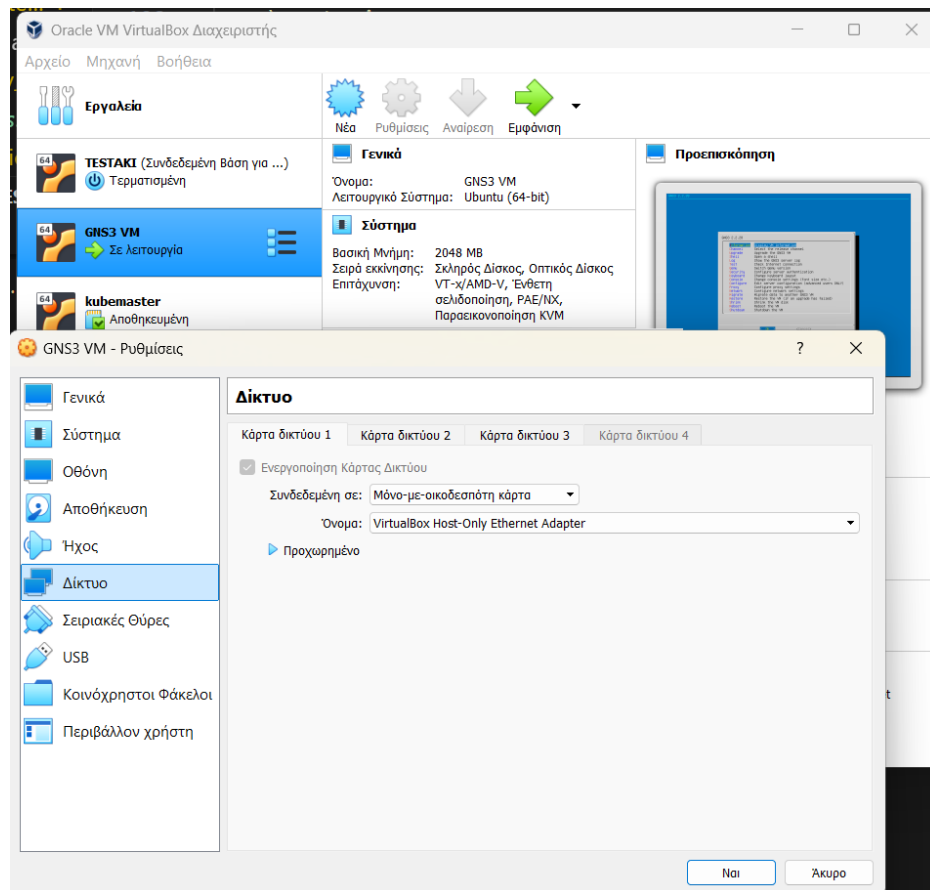 Oracle VM VirtualBox Διαχειριστής
Αρχείο Μηχανή Βοήθεια
Εργαλεία
Νέα Ρυθμίσεις Αναίρεση Εμφάνιση
64
TESTAKI (Συνδεδεμένη Βάση για ...)
Τερματισμένη
64
GNS3 VM
Σε λειτουργία
64
kubemaster
Αποθηκευμένη
Γενικά
Όνομα: GNS3 VM
Λειτουργικό Σύστημα: Ubuntu (64-bit)
Σύστημα
Βασική Μνήμη: 2048 MB
Σειρά εκκίνησης: Σκληρός Δίσκος, Οπτικός Δίσκος
Επιτάχυνση: VT-x/AMD-V, Ένθετη
σελιδοποίηση, PAE/NX,
Παραεικονοποίηση KVM
Προεπισκόπηση
GNS3 VM - Ρυθμίσεις
?
Γενικά
Σύστημα
Οθόνη
Αποθήκευση
Ήχος
Δίκτυο
Σειριακές Θύρες
USB
Κοινόχρηστοι Φάκελοι
Περιβάλλον χρήστη
Δίκτυο
Κάρτα δικτύου 1 Κάρτα δικτύου 2 Κάρτα δικτύου 3 Κάρτα δικτύου 4
Ενεργοποίηση Κάρτας Δικτύου
Συνδεδεμένη σε: Μόνο-με-οικοδεσπότη κάρτα
Όνομα: VirtualBox Host-Only Ethernet Adapter
Προχωρημένο
Ναι Άκυρο